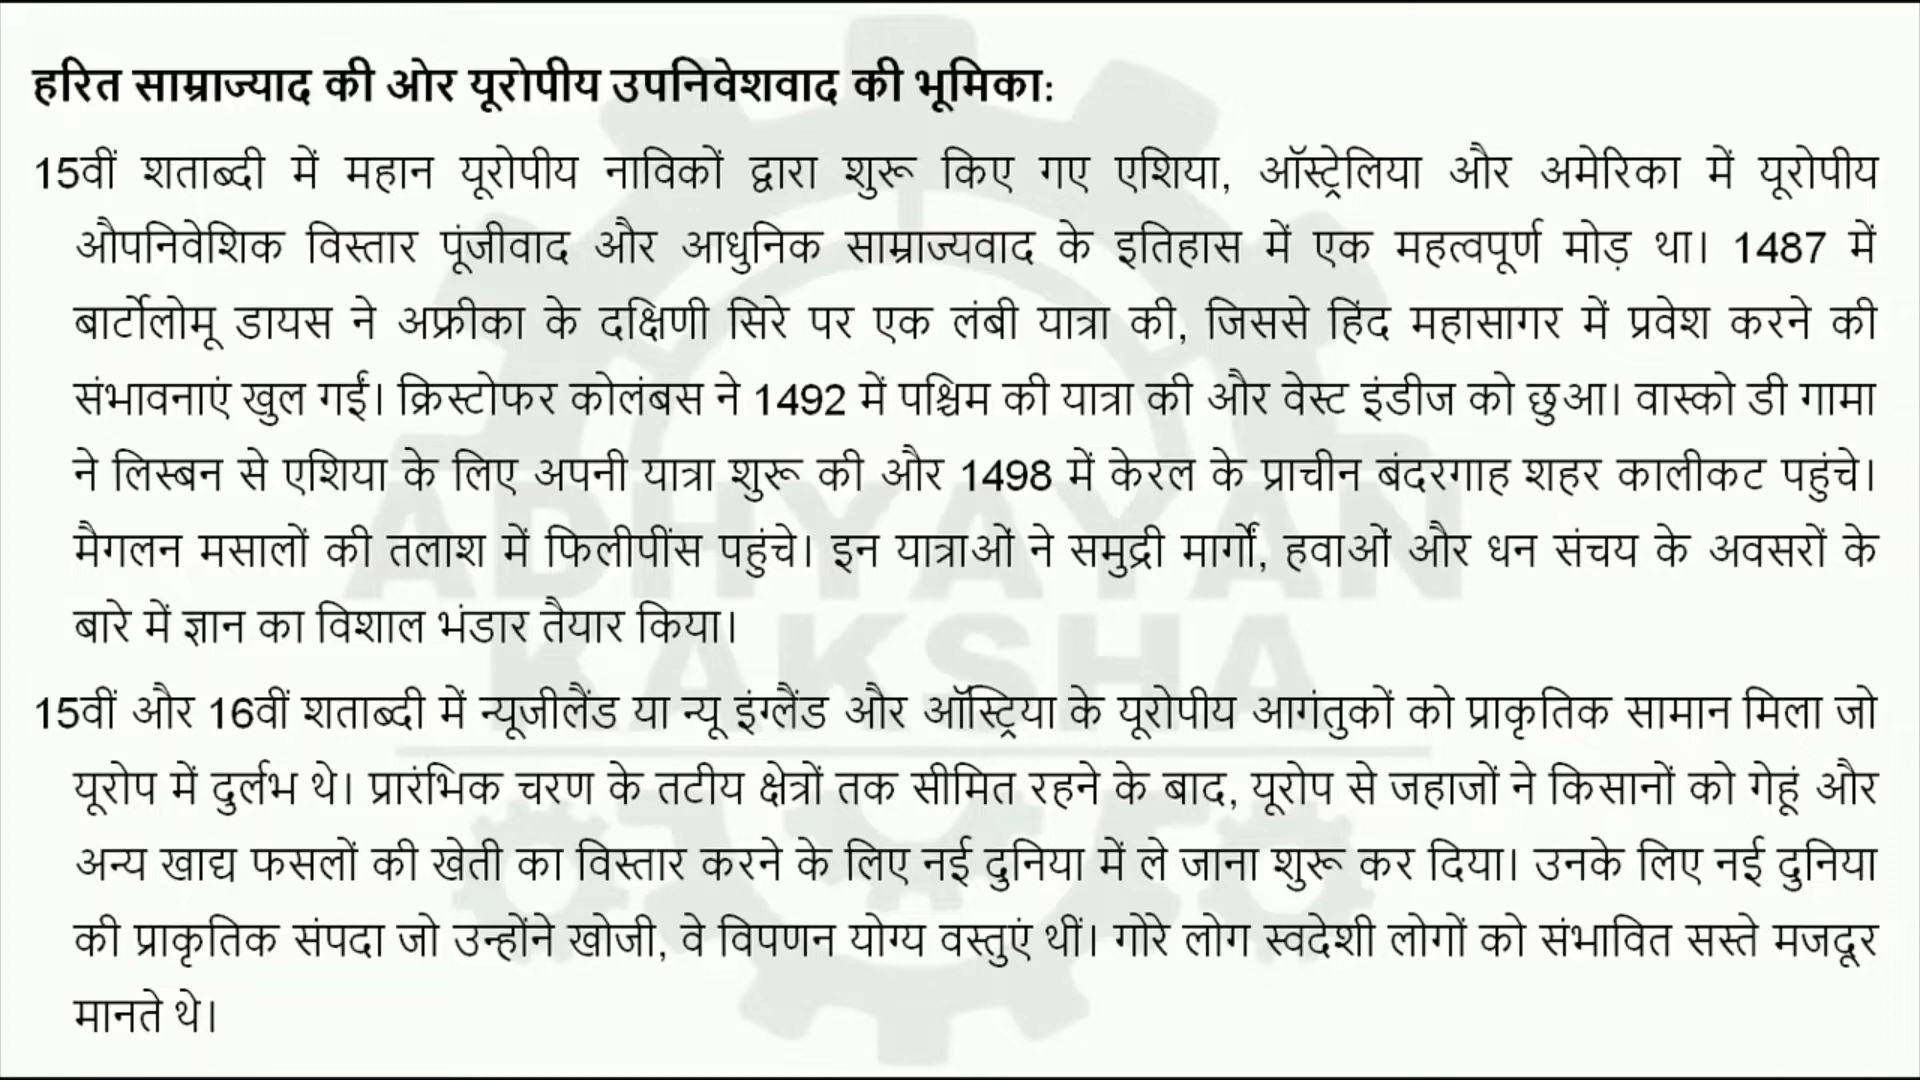 हरित साम्राज्याद की ओर यूरोपीय उपनिवेशवाद की भूमिका:
15वीं शताब्दी में महान यूरोपीय नाविकों द्वारा शुरू किए गए एशिया, ऑस्ट्रेलिया और अमेरिका में यूरोपीय
औपनिवेशिक विस्तार पूंजीवाद और आधुनिक साम्राज्यवाद के इतिहास में एक महत्वपूर्ण मोड़ था। 1487 में
बार्टोलोमू डायस ने अफ्रीका के दक्षिणी सिरे पर एक लंबी यात्रा की, जिससे हिंद महासागर में प्रवेश करने की
संभावनाएं खुल गईं। क्रिस्टोफर कोलंबस ने 1492 में पश्चिम की यात्रा की और वेस्ट इंडीज को छुआ। वास्को डी गामा
ने लिस्बन से एशिया के लिए अपनी यात्रा शुरू की और 1498 में केरल के प्राचीन बंदरगाह शहर कालीकट पहुंचे।
मैगलन मसालों की तलाश में फिलीपींस पहुंचे। इन यात्राओं ने समुद्री मार्गों, हवाओं और धन संचय के अवसरों के
बारे में ज्ञान का विशाल भंडार तैयार किया।
15वीं और 16वीं शताब्दी में न्यूजीलैंड या न्यू इंग्लैंड और ऑस्ट्रिया के यूरोपीय आगंतुकों को प्राकृतिक सामान मिला जो
यूरोप में दुर्लभ थे। प्रारंभिक चरण के तटीय क्षेत्रों तक सीमित रहने के बाद, यूरोप से जहाजों ने किसानों को गेहूं और
अन्य खाद्य फसलों की खेती का विस्तार करने के लिए नई दुनिया में ले जाना शुरू कर दिया। उनके लिए नई दुनिया
की प्राकृतिक संपदा जो उन्होंने खोजी, वे विपणन योग्य वस्तुएं थीं। गोरे लोग स्वदेशी लोगों को संभावित सस्ते मजदूर
मानते थे।
ADHYAYAN
KAKSHA